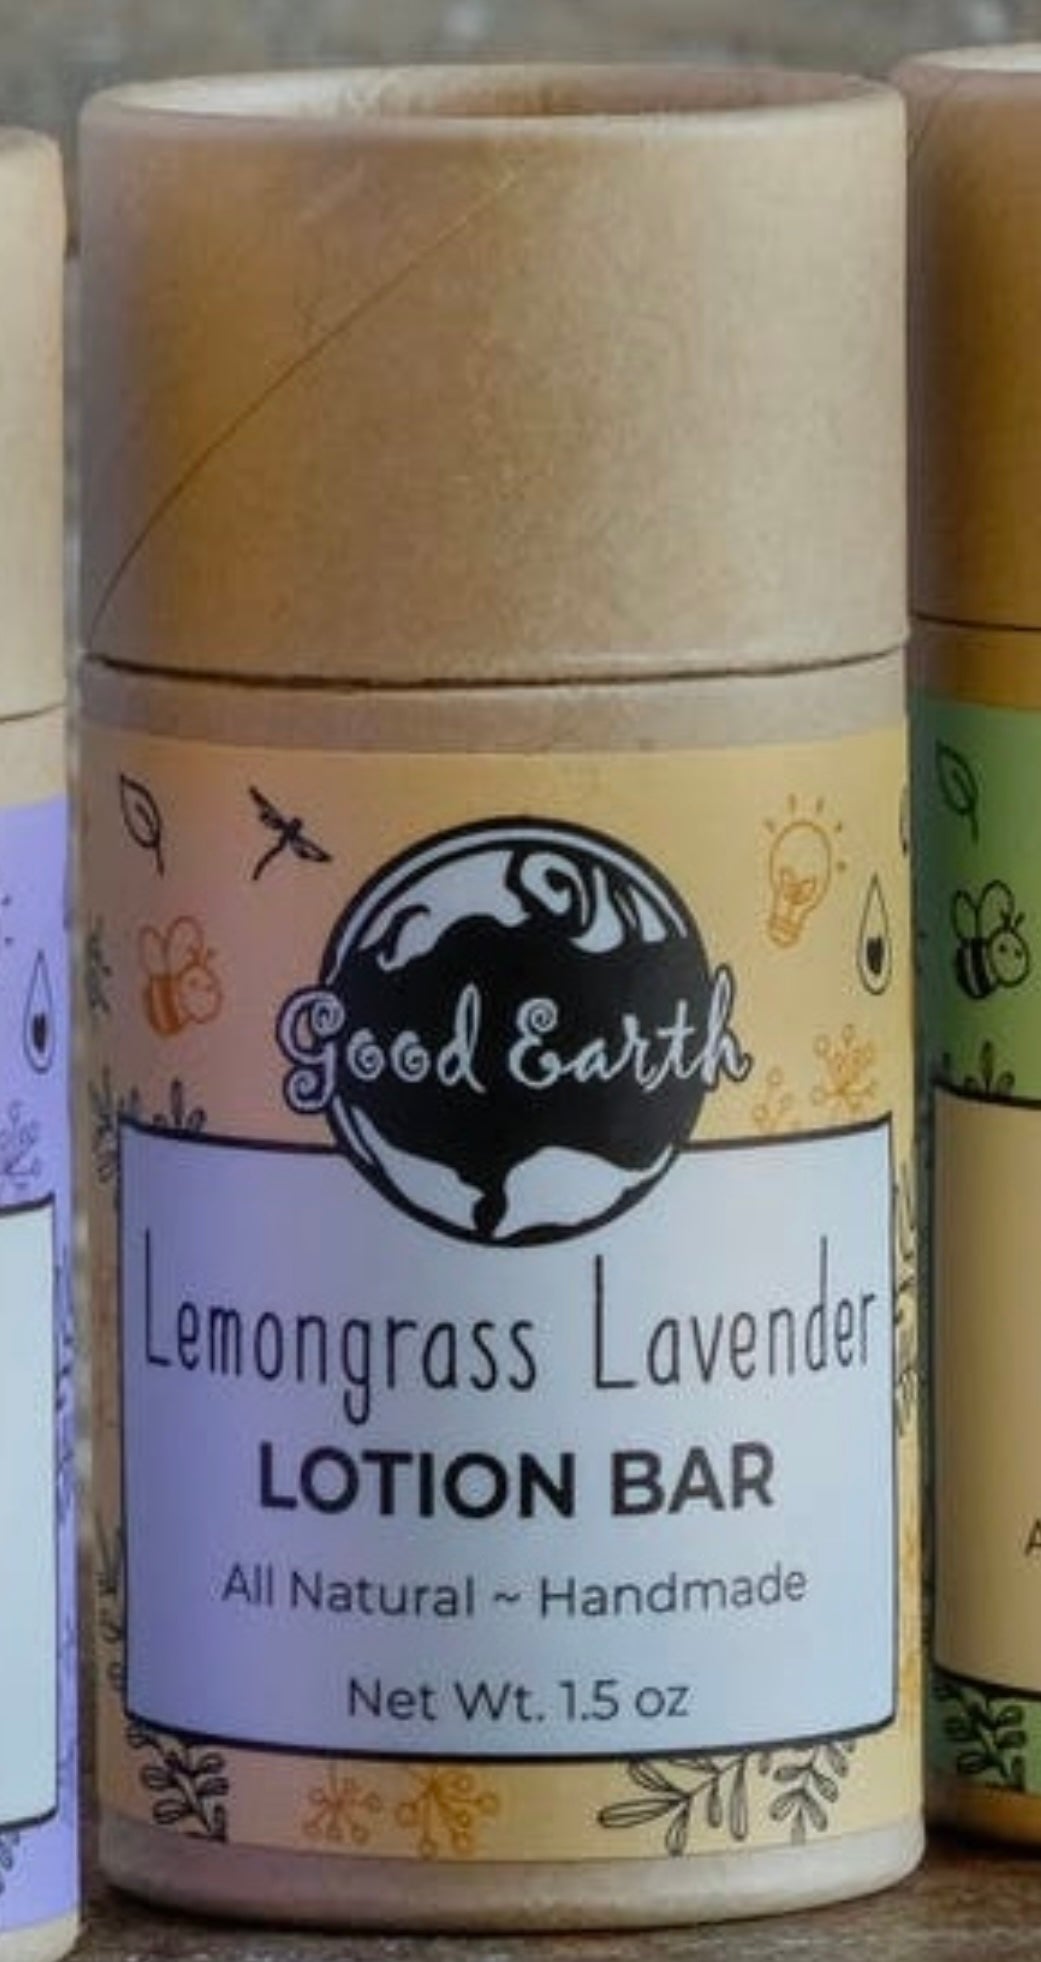 Good Earth
Lemongrass Lavender
LOTION BAR
All Natural ~ Handmade
Net Wt. 1.5 oz
A